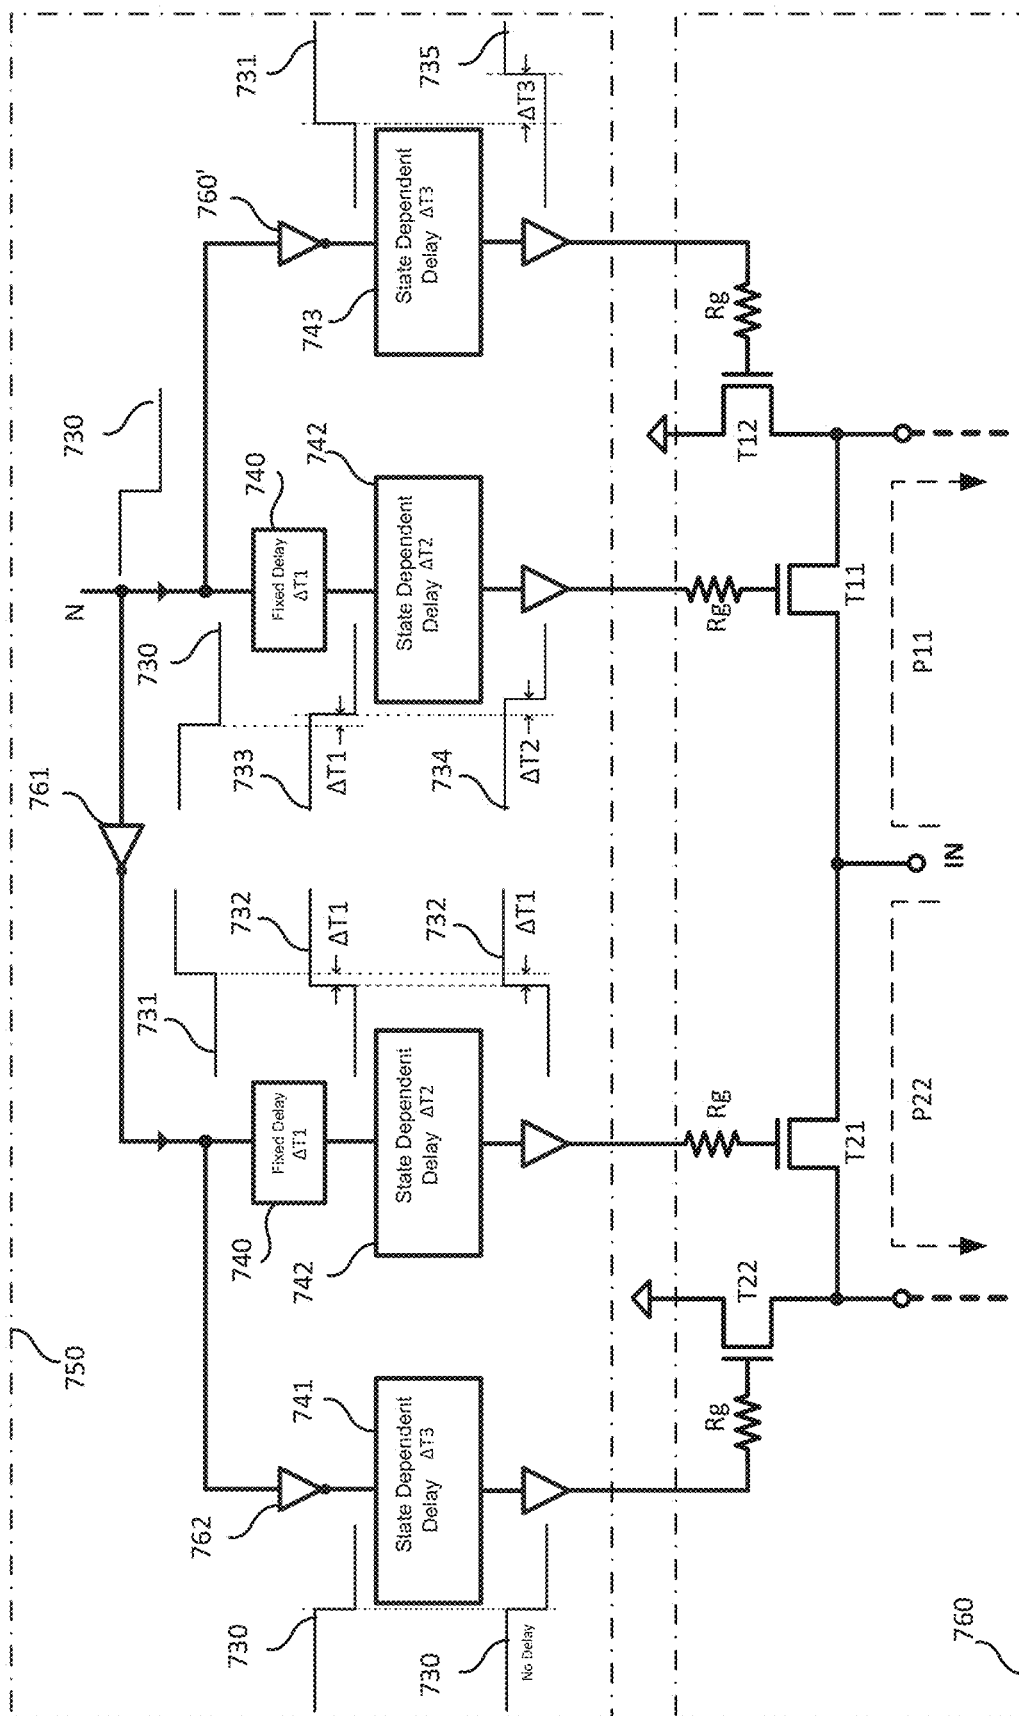 750
730
730
No Delay
762
741
State Dependent
Delay ΔT3
761
740
Fixed Delay
ΔT1
742
State Dependent
Delay ΔT2
731
732
ΔT1
732
ΔT1
N
730
730
733
ΔT1
734
ΔT2
740
Fixed Delay
ΔT1
742
State Dependent
Delay ΔT2
760'
743
State Dependent
Delay ΔT3
731
735
ΔT3
760
Rg
T22
Rg
T21
P22
IN
Rg
T11
P11
Rg
T12